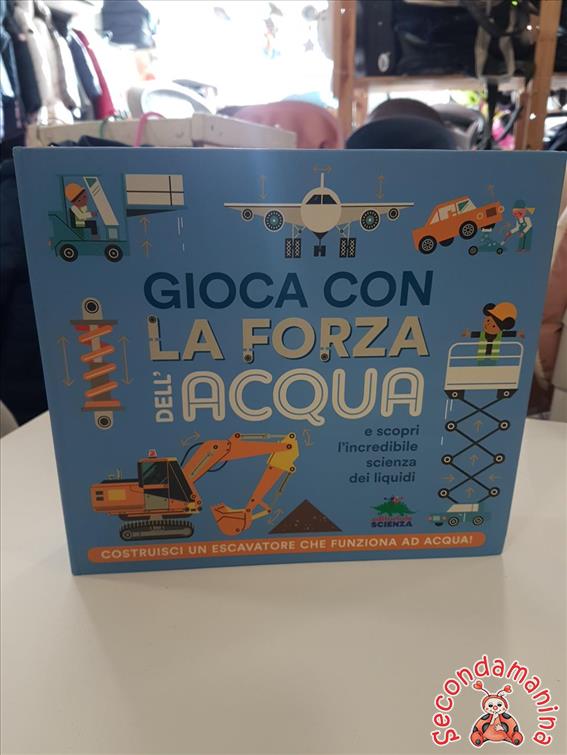 GIOCA CON
LA FORZA
DELL'
ACQUA
e scopri
l'incredibile
scienza
dei liquidi
editoriale
SCIENZA
COSTRUISCI UN ESCAVATORE CHE FUNZIONA AD ACQUA!
Secondamanina